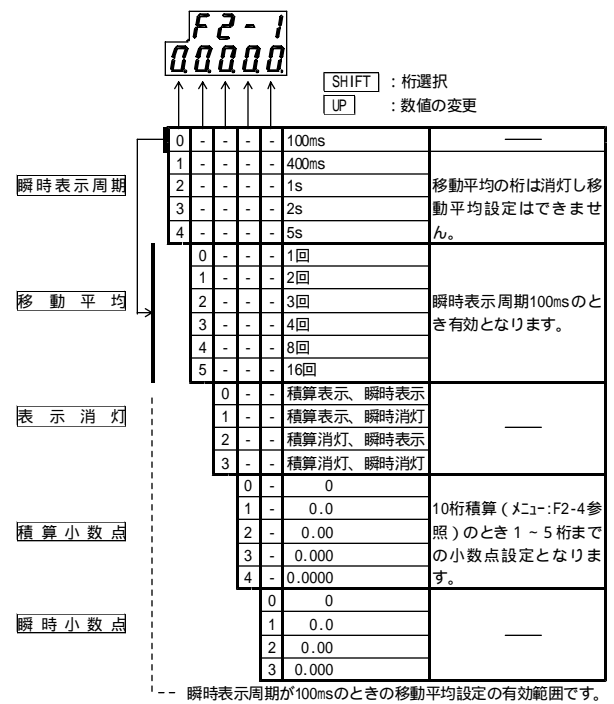 F2-1
0.0.0.0.0.
SHIFT :桁選択
UP :数値の変更
瞬時表示周期
0 - - - - 100ms ――
1 - - - - 400ms
2 - - - - 1s
3 - - - - 2s
4 - - - - 5s
移動平均の桁は消灯し移
動平均設定はできませ
ん。
移動平均
0 - - - 1回
1 - - - 2回
2 - - - 3回
3 - - - 4回
4 - - - 8回
5 - - - 16回
瞬時表示周期100msのと
き有効となります。
表示消灯
0 - - 積算表示、瞬時表示
1 - - 積算表示、瞬時消灯
2 - - 積算消灯、瞬時表示
3 - - 積算消灯、瞬時消灯
――
積算小数点
0 - 0
1 - 0.0
2 - 0.00
3 - 0.000
4 - 0.0000
10桁積算(メニュー:F2-4参
照)のとき1~5桁まで
の小数点設定となりま
す。
瞬時小数点
0 0
1 0.0
2 0.00
3 0.000
――
瞬時表示周期が100msのときの移動平均設定の有効範囲です。